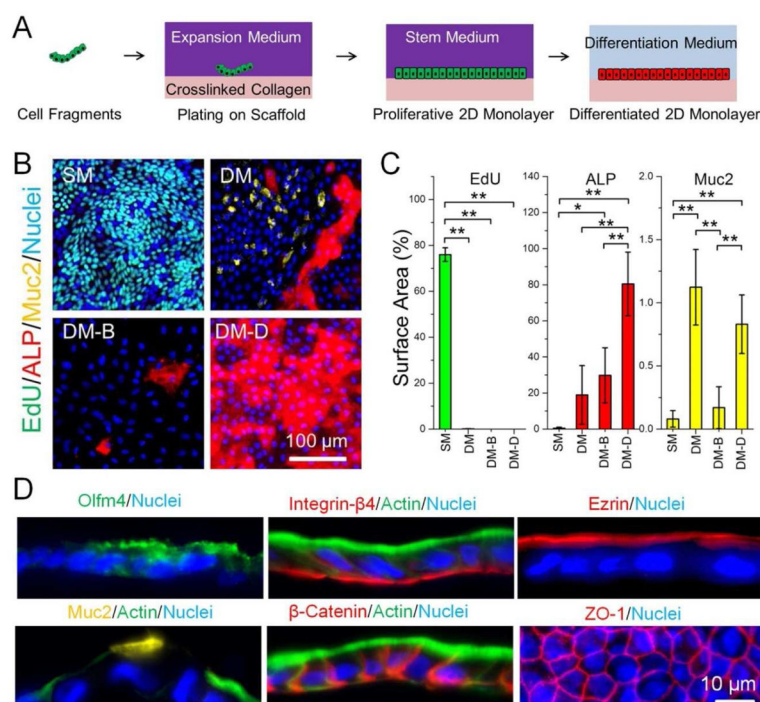 A
Cell Fragments
Expansion Medium
Crosslinked Collagen
Plating on Scaffold
Stem Medium
Proliferative 2D Monolayer
Differentiation Medium
Differentiated 2D Monolayer
B
EdU/ALP/Muc2/Nuclei
SM
DM
DM-B
DM-D
100 µm
C
Surface Area (%)
EdU
100
80
60
40
20
0
**
**
**
SM
DM
DM-B
DM-D
ALP
140
120
100
80
60
40
20
0
**
*
**
**
SM
DM
DM-B
DM-D
Muc2
2.0
1.5
1.0
0.5
0.0
**
**
**
**
SM
DM
DM-B
DM-D
D
Olfm4/Nuclei
Integrin-β4/Actin/Nuclei
Ezrin/Nuclei
Muc2/Actin/Nuclei
β-Catenin/Actin/Nuclei
ZO-1/Nuclei
10 µm